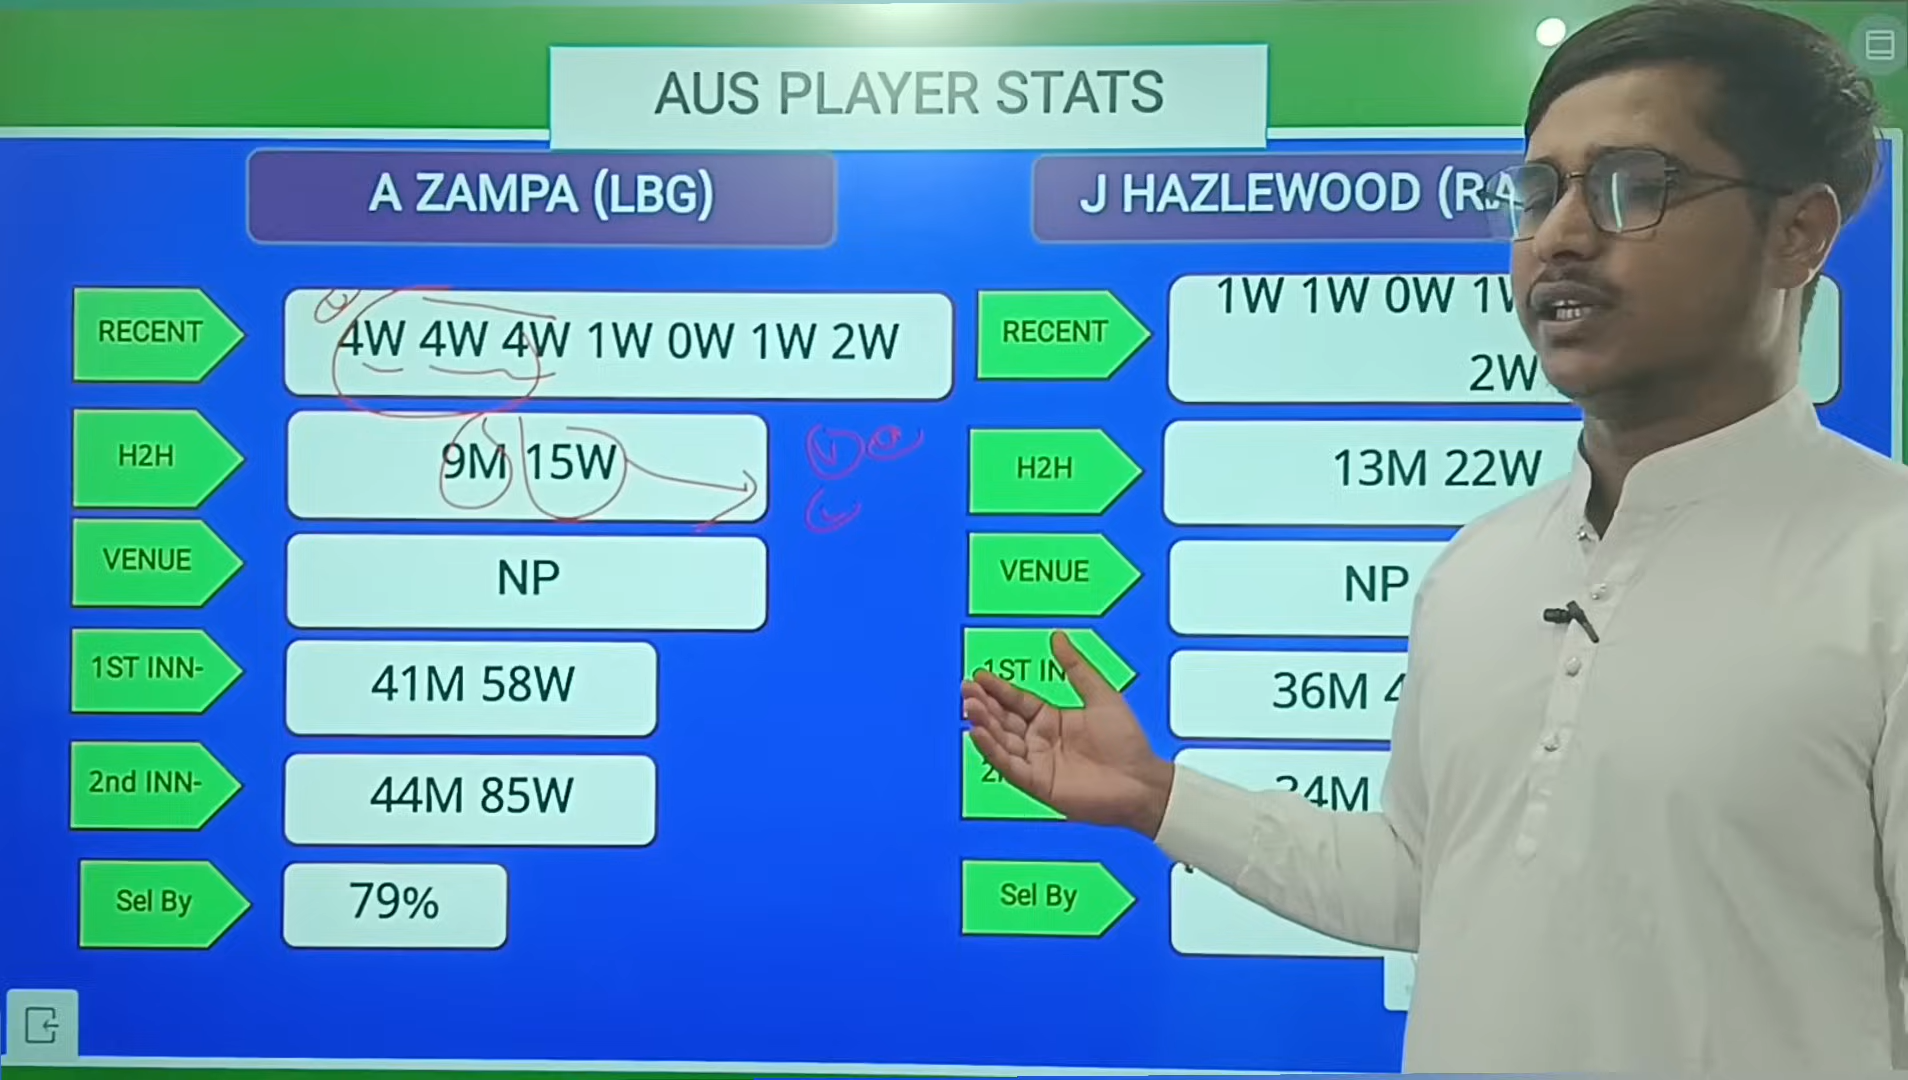 AUS PLAYER STATS
A ZAMPA (LBG)
RECENT
4W 4W 4W 1W 0W 1W 2W
H2H
9M 15W
VENUE
NP
1ST INN-
41M 58W
2nd INN-
44M 85W
Sel By
79%
J HAZLEWOOD
RECENT
1W 1W 0W
2W
H2H
13M 22W
VENUE
NP
1ST
36M
34M
Sel By